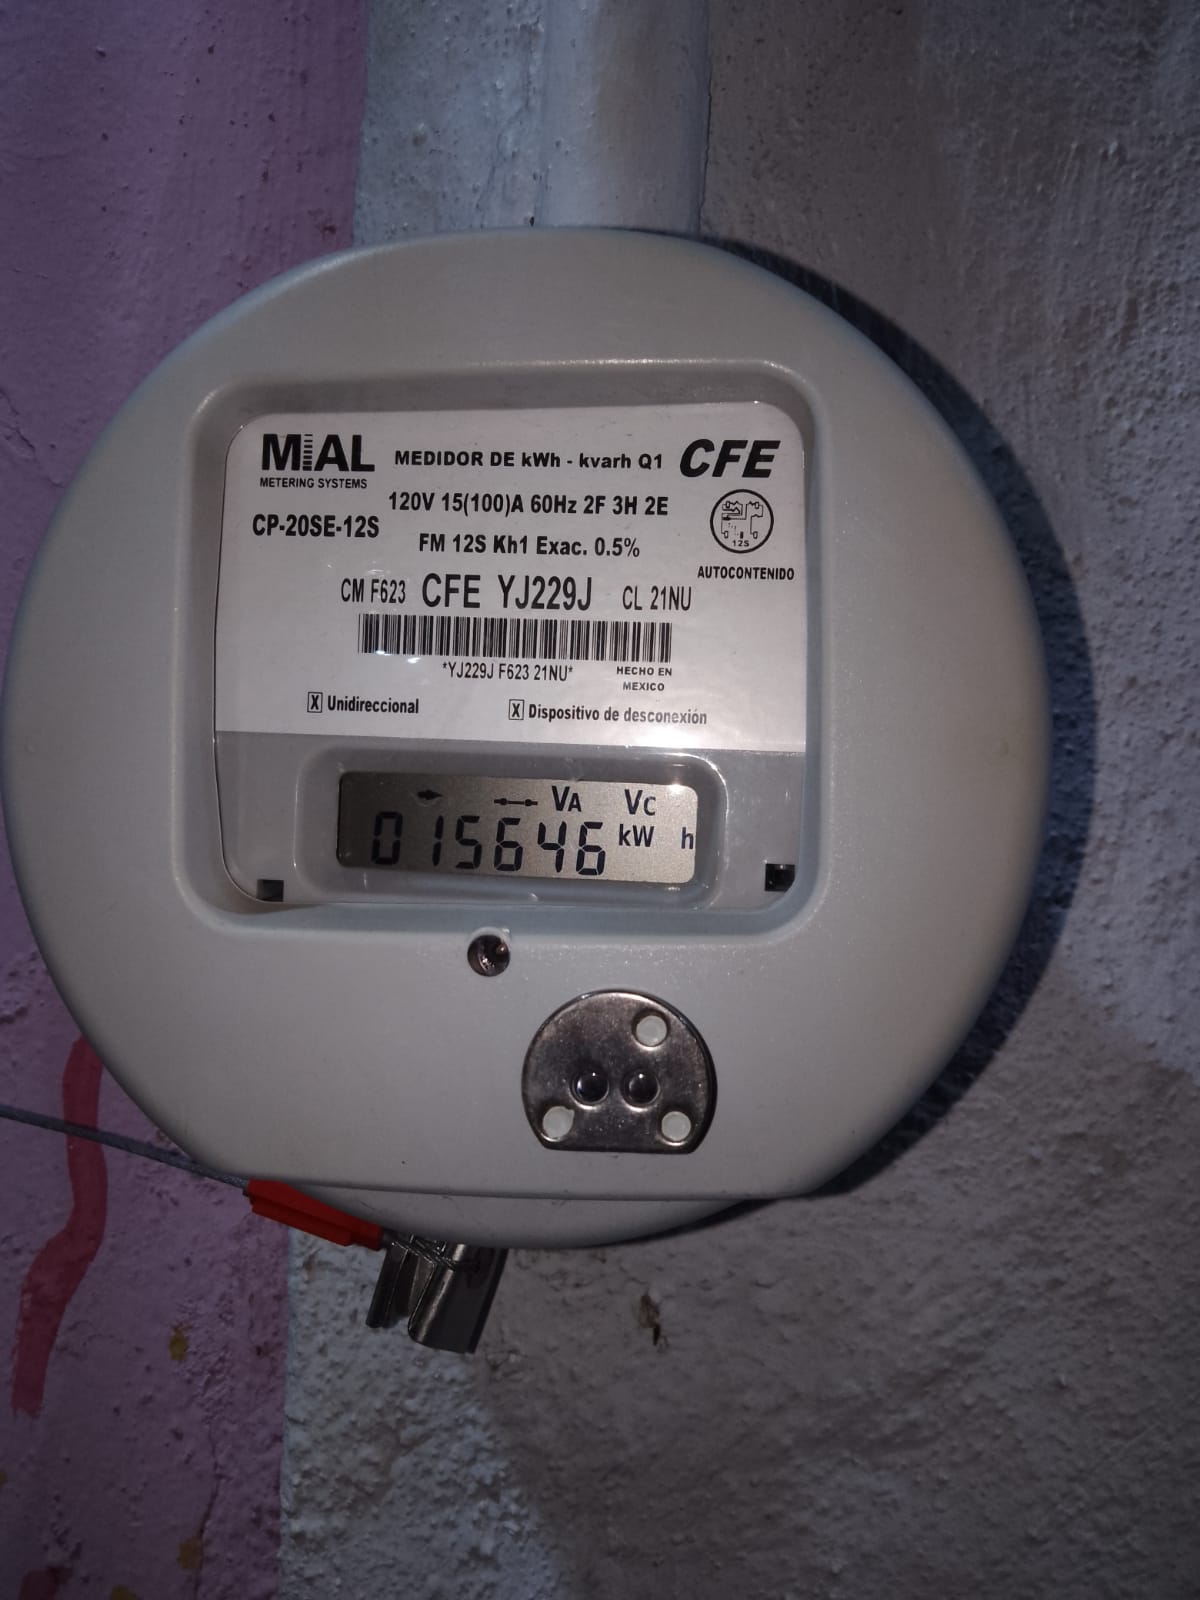 MIAL
METERING SYSTEMS
MEDIDOR DE kWh - kvarh Q1
CFE
120V 15(100)A 60Hz 2F 3H 2E
CP-20SE-12S
FM 12S Kh1 Exac. 0.5%
12S
AUTOCONTENIDO
CM F623 CFE YJ229J CL 21NU
*YJ229J F623 21NU*
HECHO EN
MEXICO
X Unidireccional
X Dispositivo de desconexión
VA VC
015646 kW h